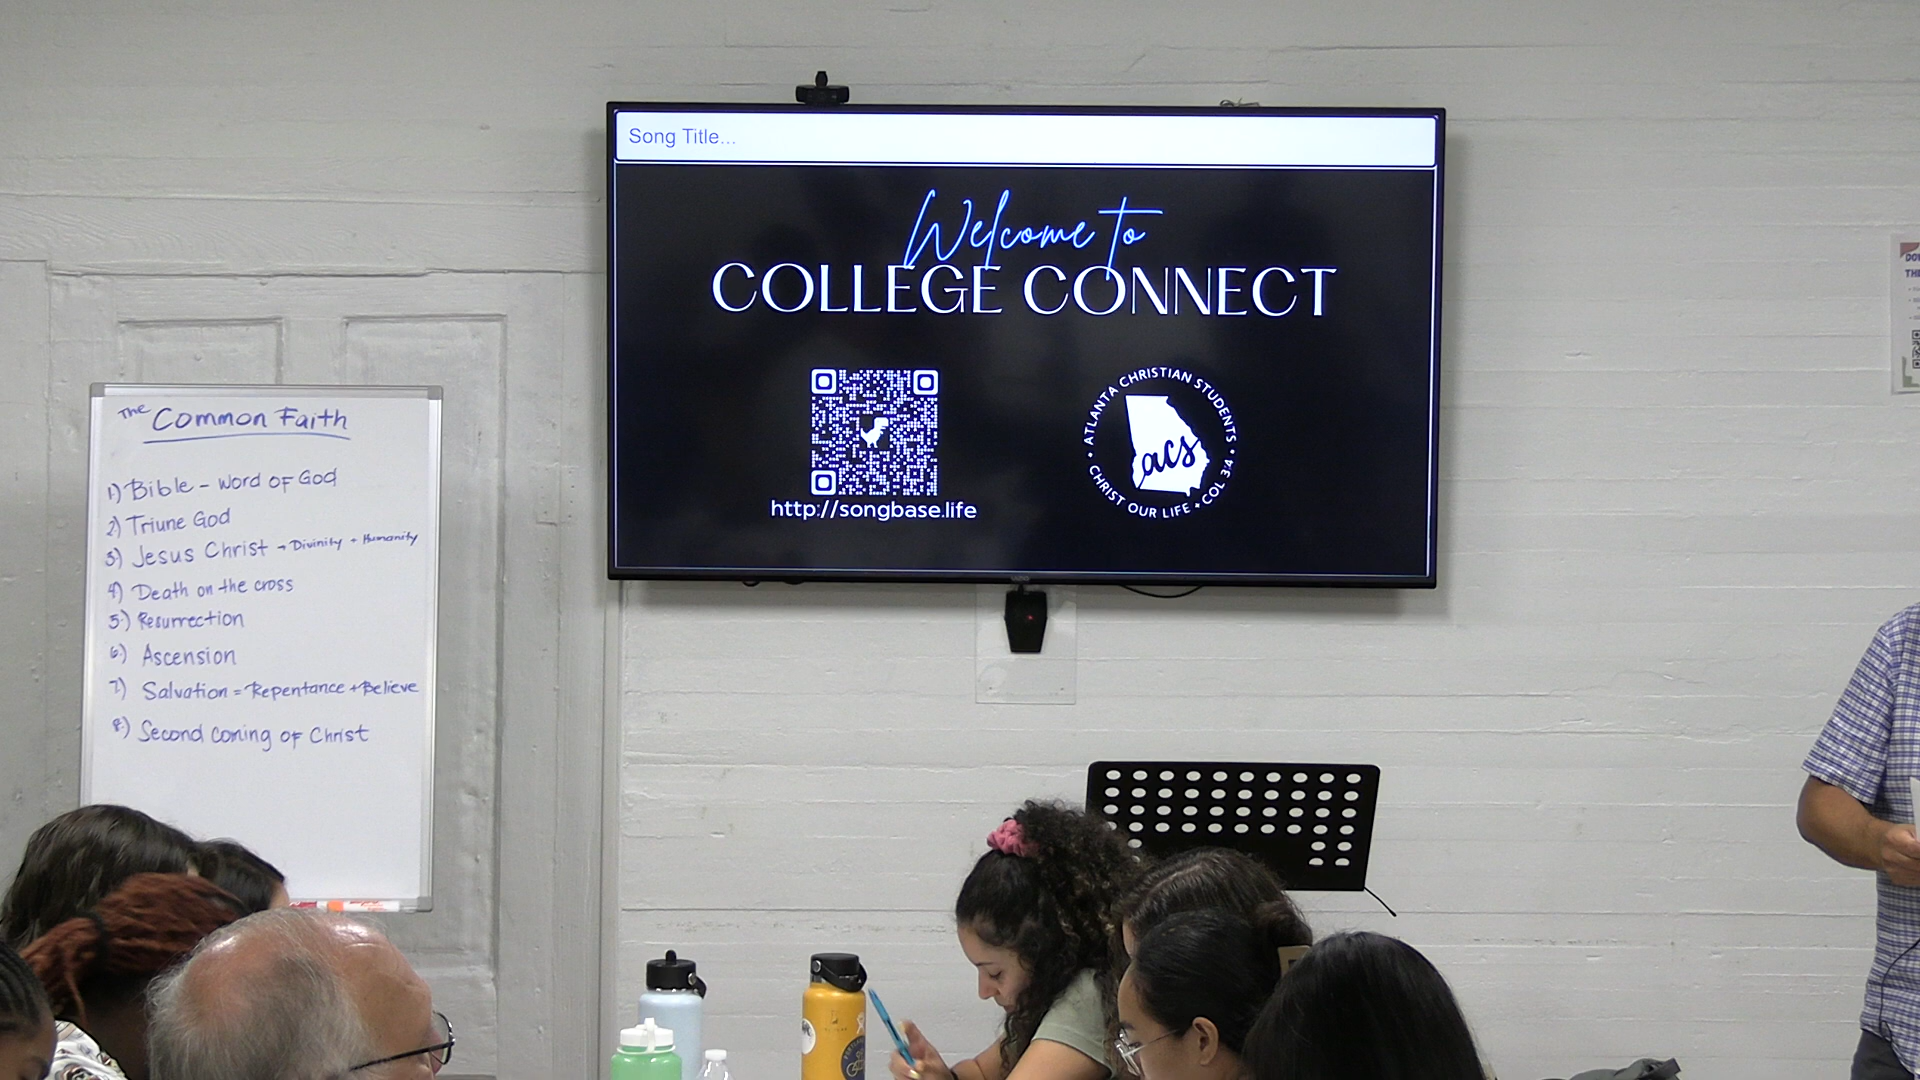 Song Title...
Welcome to
COLLEGE CONNECT
http://songbase.life
• ATLANTA CHRISTIAN STUDENTS •
CHRIST OUR LIFE • COL 3:4
acs
VIZIO
The Common Faith
1) Bible - Word of God
2) Triune God
3) Jesus Christ → Divinity + Humanity
4) Death on the cross
5.) Resurrection
6.) Ascension
7.) Salvation = Repentance + Believe
8.) Second Coming of Christ